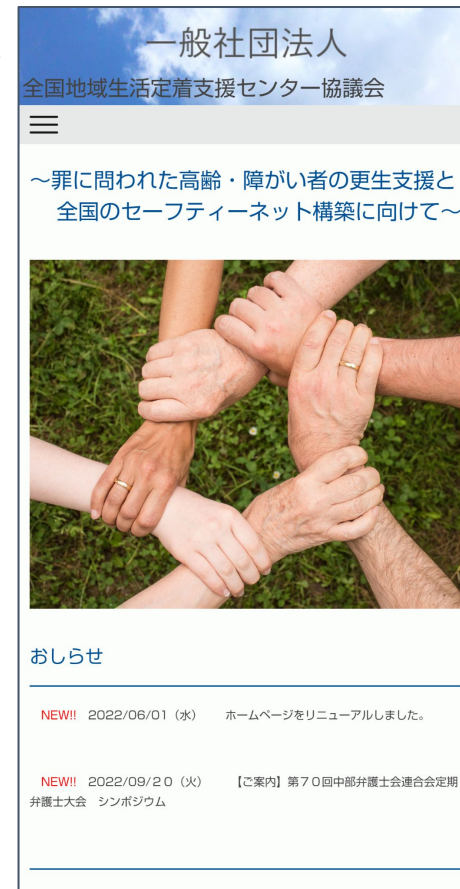 一般社団法人
全国地域生活定着支援センター協議会
～罪に問われた高齢・障がい者の更生支援と
全国のセーフティーネット構築に向けて～
おしらせ
NEW!! 2022/06/01（水） ホームページをリニューアルしました。
NEW!! 2022/09/２０（火） 【ご案内】第７０回中部弁護士会連合会定期
弁護士大会 シンポジウム